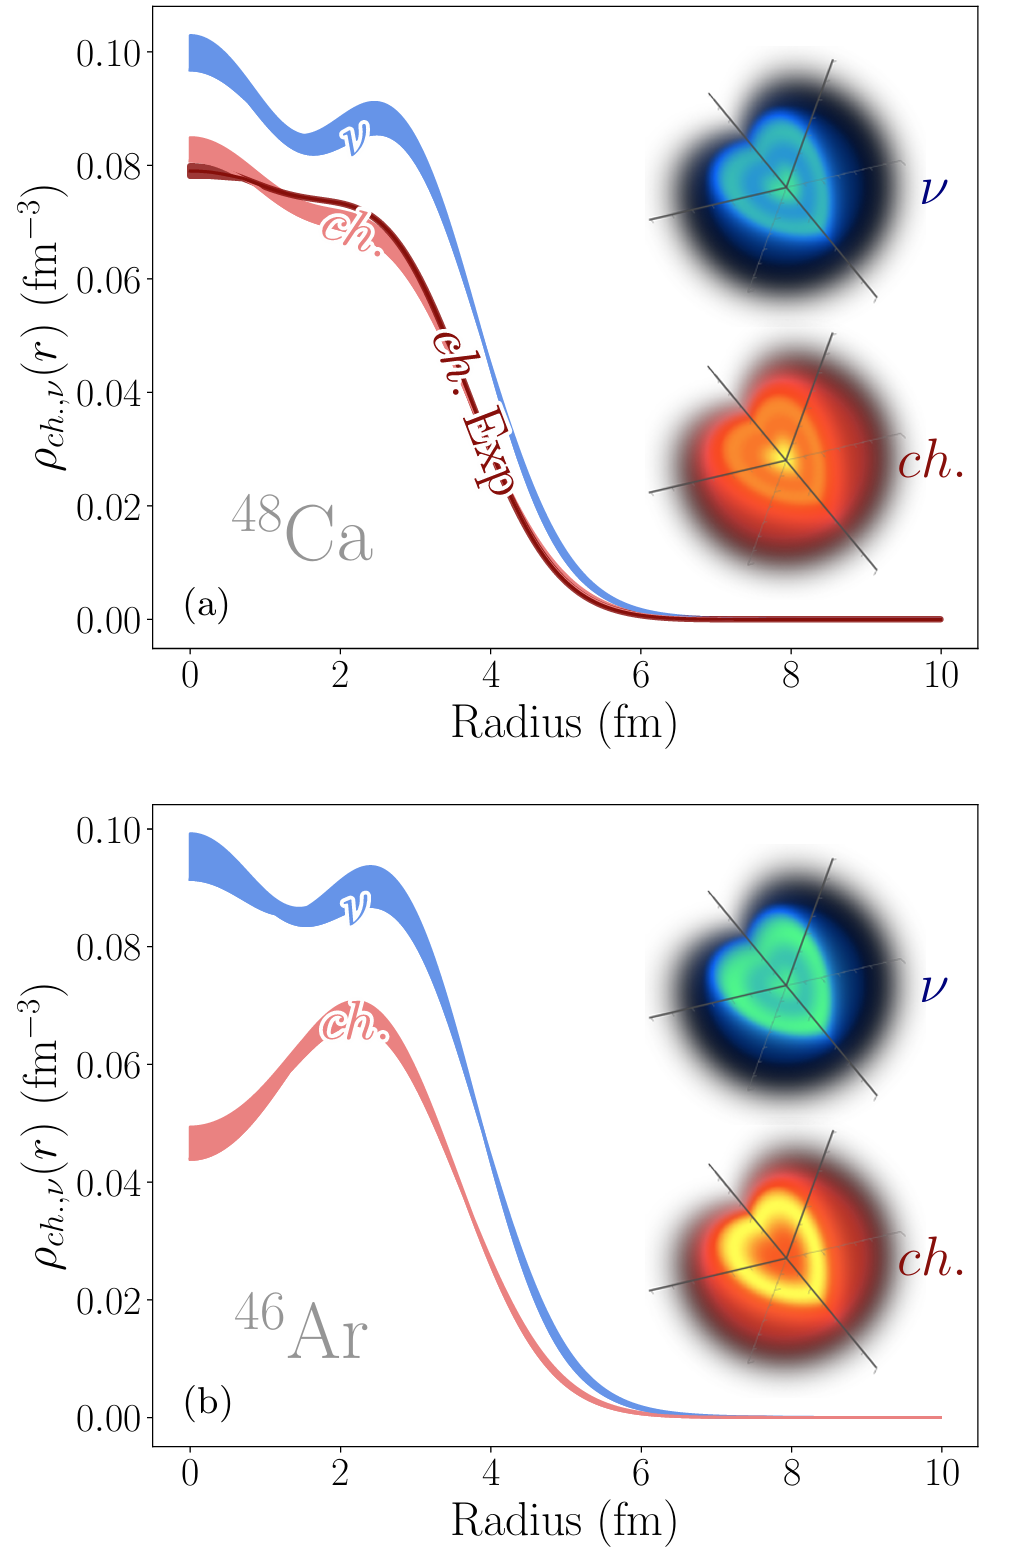 0.10
0.08
0.06
0.04
0.02
0.00
ρch.,ν(r) (fm−3)
ν
ch.
ch. Exp
48Ca
(a)
ν
ch.
0 2 4 6 8 10
Radius (fm)
0.10
0.08
0.06
0.04
0.02
0.00
ρch.,ν(r) (fm−3)
ν
ch.
46Ar
(b)
ν
ch.
0 2 4 6 8 10
Radius (fm)